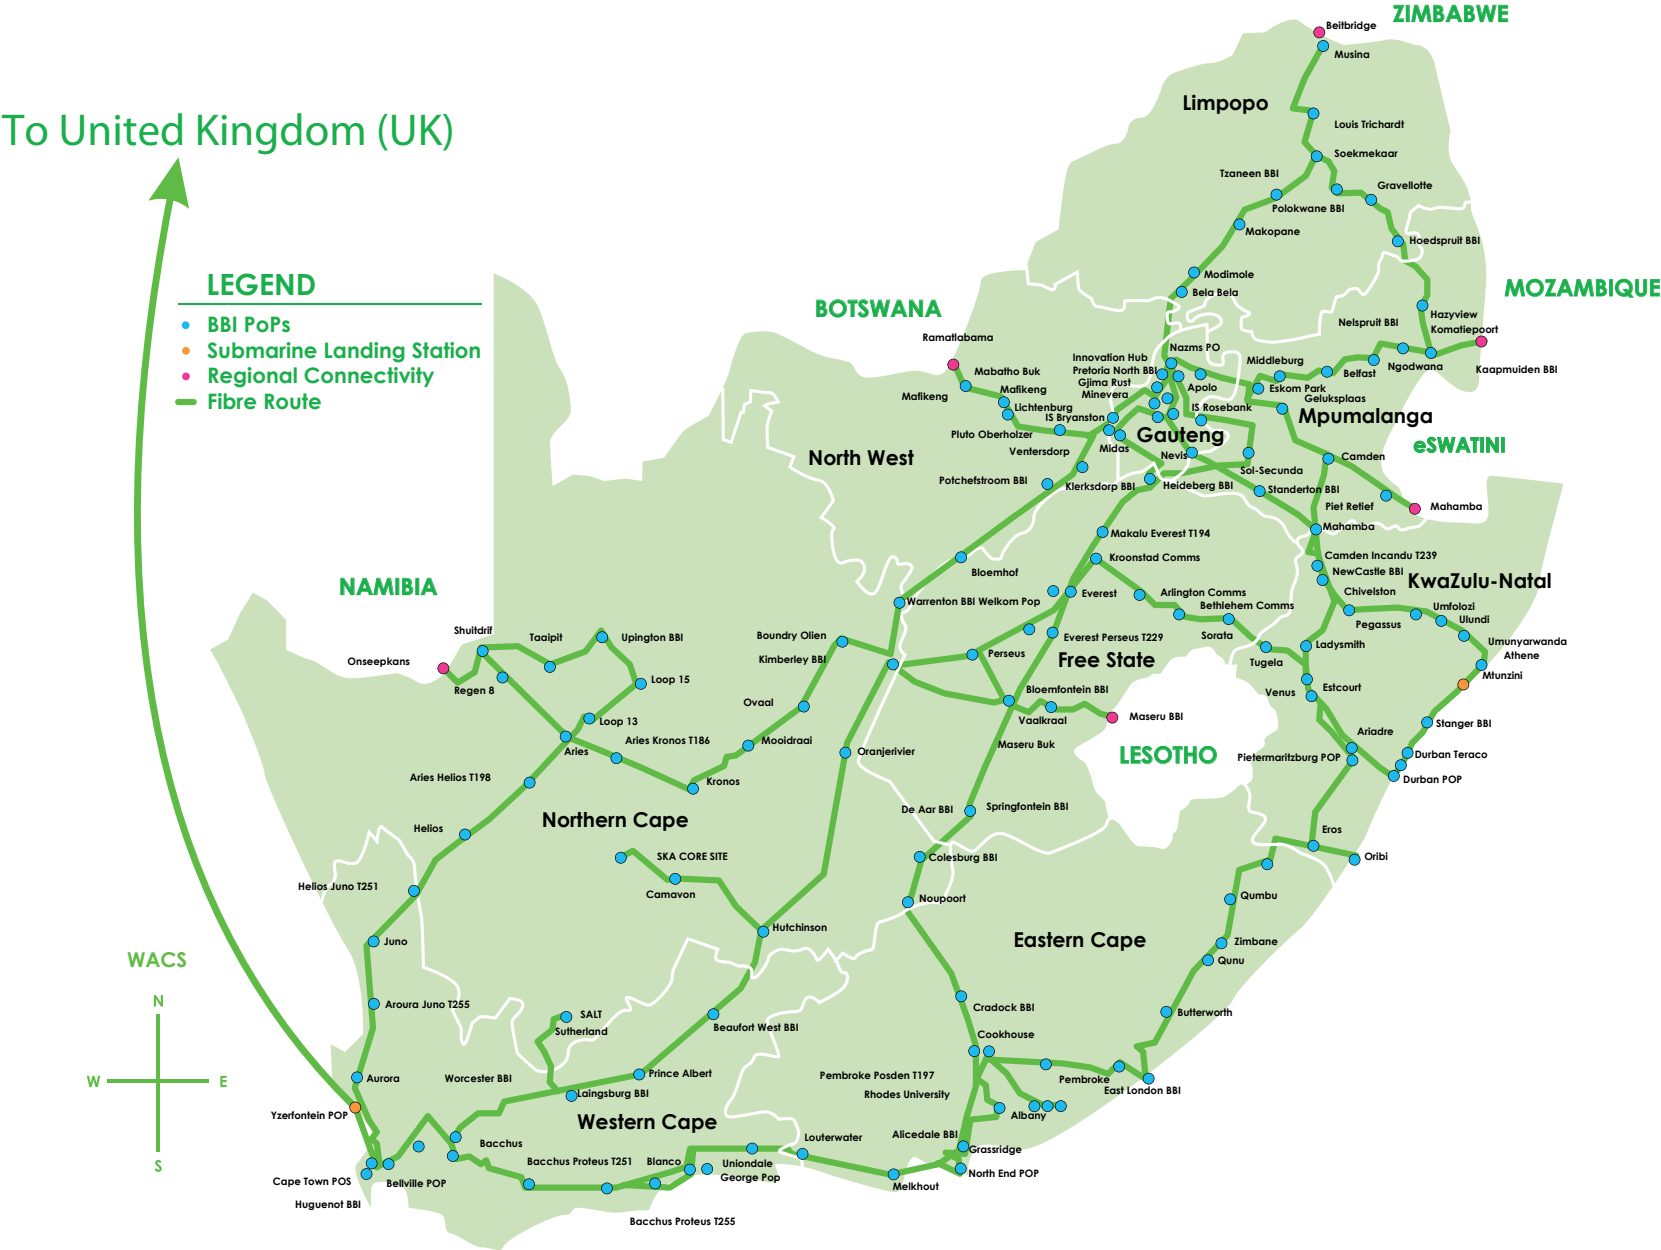 ZIMBABWE
Beitbridge
Musina
Limpopo
To United Kingdom (UK)
Louis Trichardt
Soekmekaar
Tzaneen BBI
Gravellotte
Polokwane BBI
Makopane
Hoedspruit BBI
Modimole
Bela Bela
LEGEND
BBI PoPs
Submarine Landing Station
Regional Connectivity
Fibre Route
MOZAMBIQUE
BOTSWANA
Hazyview
Nelspruit BBI
Komatiepoort
Ramatlabama
Nazms PO
Innovation Hub
Pretoria North BBI
Gjima Rust
Minevera
Middleburg
Ngodwana
Kaapmuiden BBI
Mabatho Buk
Belfast
Mafikeng
Mafikeng
Apolo
Eskom Park
Geluksplaas
Lichtenburg
IS Bryanston
IS Rosebank
Mpumalanga
Pluto Oberholzer
Gauteng
eSWATINI
Ventersdorp
Midas
Nevis
Camden
North West
Sol-Secunda
Potchefstroom BBI
Klerksdorp BBI
Heideberg BBI
Standerton BBI
Piet Retief
Mahamba
Makalu Everest T194
Mahamba
Kroonstad Comms
Camden Incandu T239
NewCastle BBI
Bloemhof
KwaZulu-Natal
NAMIBIA
Chivelston
Warrenton BBI
Welkom Pop
Everest
Arlington Comms
Bethlehem Comms
Umfolozi
Pegassus
Ulundi
Shuitdrif
Taaipit
Upington BBI
Boundry Olien
Everest Perseus T229
Sorata
Ladysmith
Umunyarwanda
Athene
Onseepkans
Kimberley BBI
Perseus
Free State
Tugela
Mtunzini
Regen 8
Loop 15
Bloemfontein BBI
Venus
Estcourt
Ovaal
Vaalkraal
Maseru BBI
Stanger BBI
Loop 13
Ariadre
Aries
Aries Kronos T186
Mooidraai
Oranjerivier
Maseru Buk
LESOTHO
Pietermaritzburg POP
Durban Teraco
Durban POP
Aries Helios T198
Kronos
De Aar BBI
Springfontein BBI
Northern Cape
Helios
Eros
SKA CORE SITE
Colesburg BBI
Oribi
Helios Juno T251
Camavon
Noupoort
Qumbu
Hutchinson
Juno
Eastern Cape
Zimbane
Qunu
WACS
N
W
E
S
Aroura Juno T255
Cradock BBI
SALT
Sutherland
Beaufort West BBI
Butterworth
Cookhouse
Aurora
Worcester BBI
Prince Albert
Pembroke Posden T197
Pembroke
Laingsburg BBI
Rhodes University
East London BBI
Yzerfontein POP
Western Cape
Albany
Bacchus
Louterwater
Alicedale BBI
Grassridge
Bacchus Proteus T251
Blanco
Uniondale
George Pop
North End POP
Cape Town POS
Bellville POP
Melkhout
Huguenot BBI
Bacchus Proteus T255